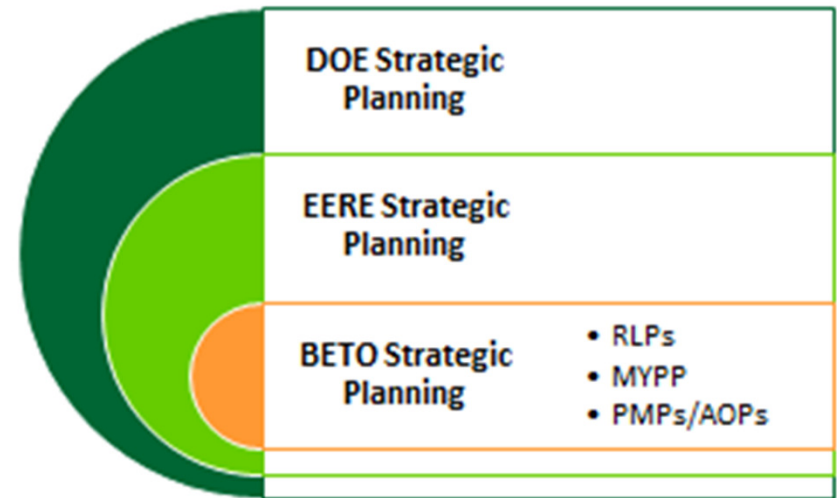 DOE Strategic
Planning
EERE Strategic
Planning
BETO Strategic
Planning
• RLPs
• MYPP
• PMPs/AOPs